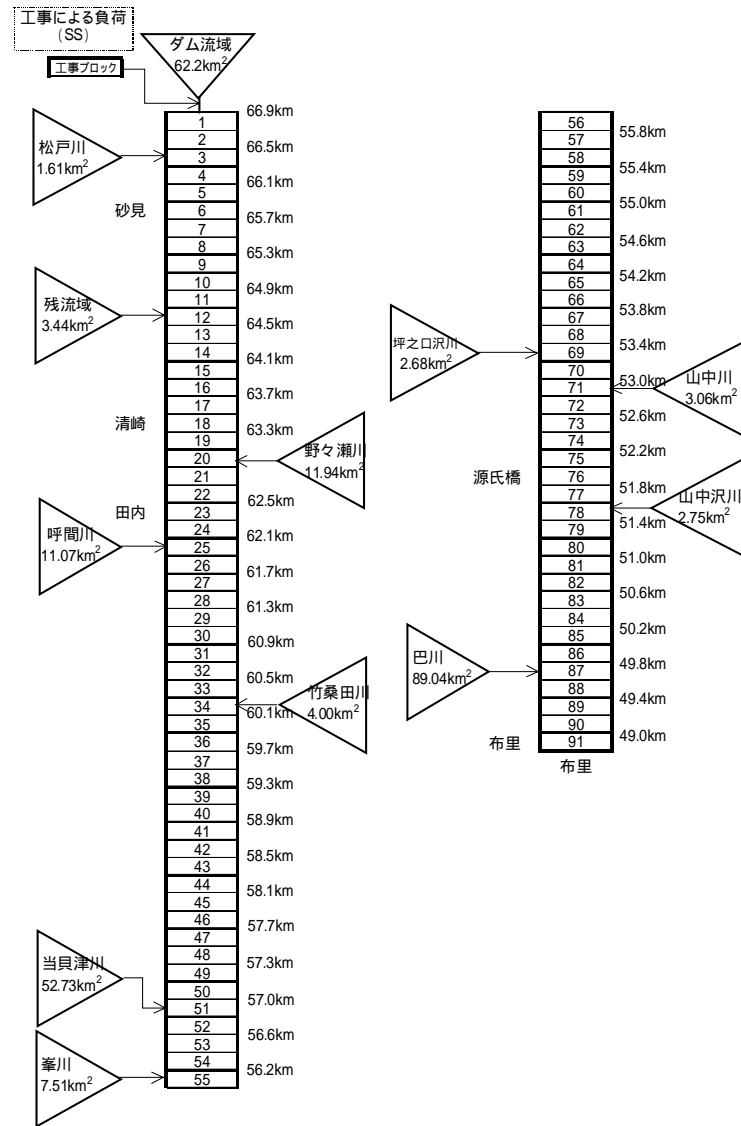 工事による負荷
(SS)
工事ブロック
ダム流域
62.2km²
松戸川
1.61km²
砂見
残流域
3.44km²
清崎
野々瀬川
11.94km²
田内
呼間川
11.07km²
竹桑田川
4.00km²
当貝津川
52.73km²
峯川
7.51km²
1
2
3
4
5
6
7
8
9
10
11
12
13
14
15
16
17
18
19
20
21
22
23
24
25
26
27
28
29
30
31
32
33
34
35
36
37
38
39
40
41
42
43
44
45
46
47
48
49
50
51
52
53
54
55
66.9km
66.5km
66.1km
65.7km
65.3km
64.9km
64.5km
64.1km
63.7km
63.3km
62.5km
62.1km
61.7km
61.3km
60.9km
60.5km
60.1km
59.7km
59.3km
58.9km
58.5km
58.1km
57.7km
57.3km
57.0km
56.6km
56.2km
坪之口沢川
2.68km²
山中川
3.06km²
源氏橋
山中沢川
2.75km²
巴川
89.04km²
布里
56
57
58
59
60
61
62
63
64
65
66
67
68
69
70
71
72
73
74
75
76
77
78
79
80
81
82
83
84
85
86
87
88
89
90
91
布里
55.8km
55.4km
55.0km
54.6km
54.2km
53.8km
53.4km
53.0km
52.6km
52.2km
51.8km
51.4km
51.0km
50.6km
50.2km
49.8km
49.4km
49.0km